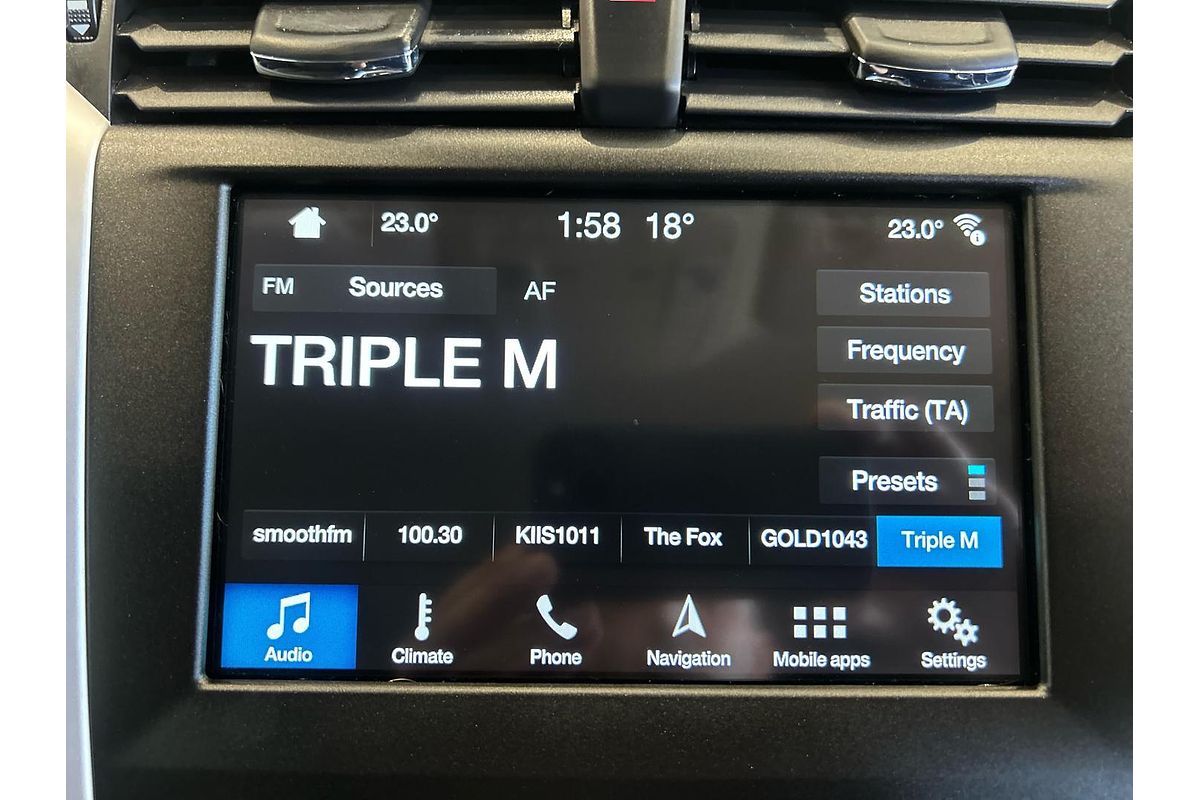 23.0° 1:58 18° 23.0°
FM Sources AF Stations
TRIPLE M
Frequency
Traffic (TA)
Presets
smoothfm 100.30 KIIS1011 The Fox GOLD1043 Triple M
Audio Climate Phone Navigation Mobile apps Settings